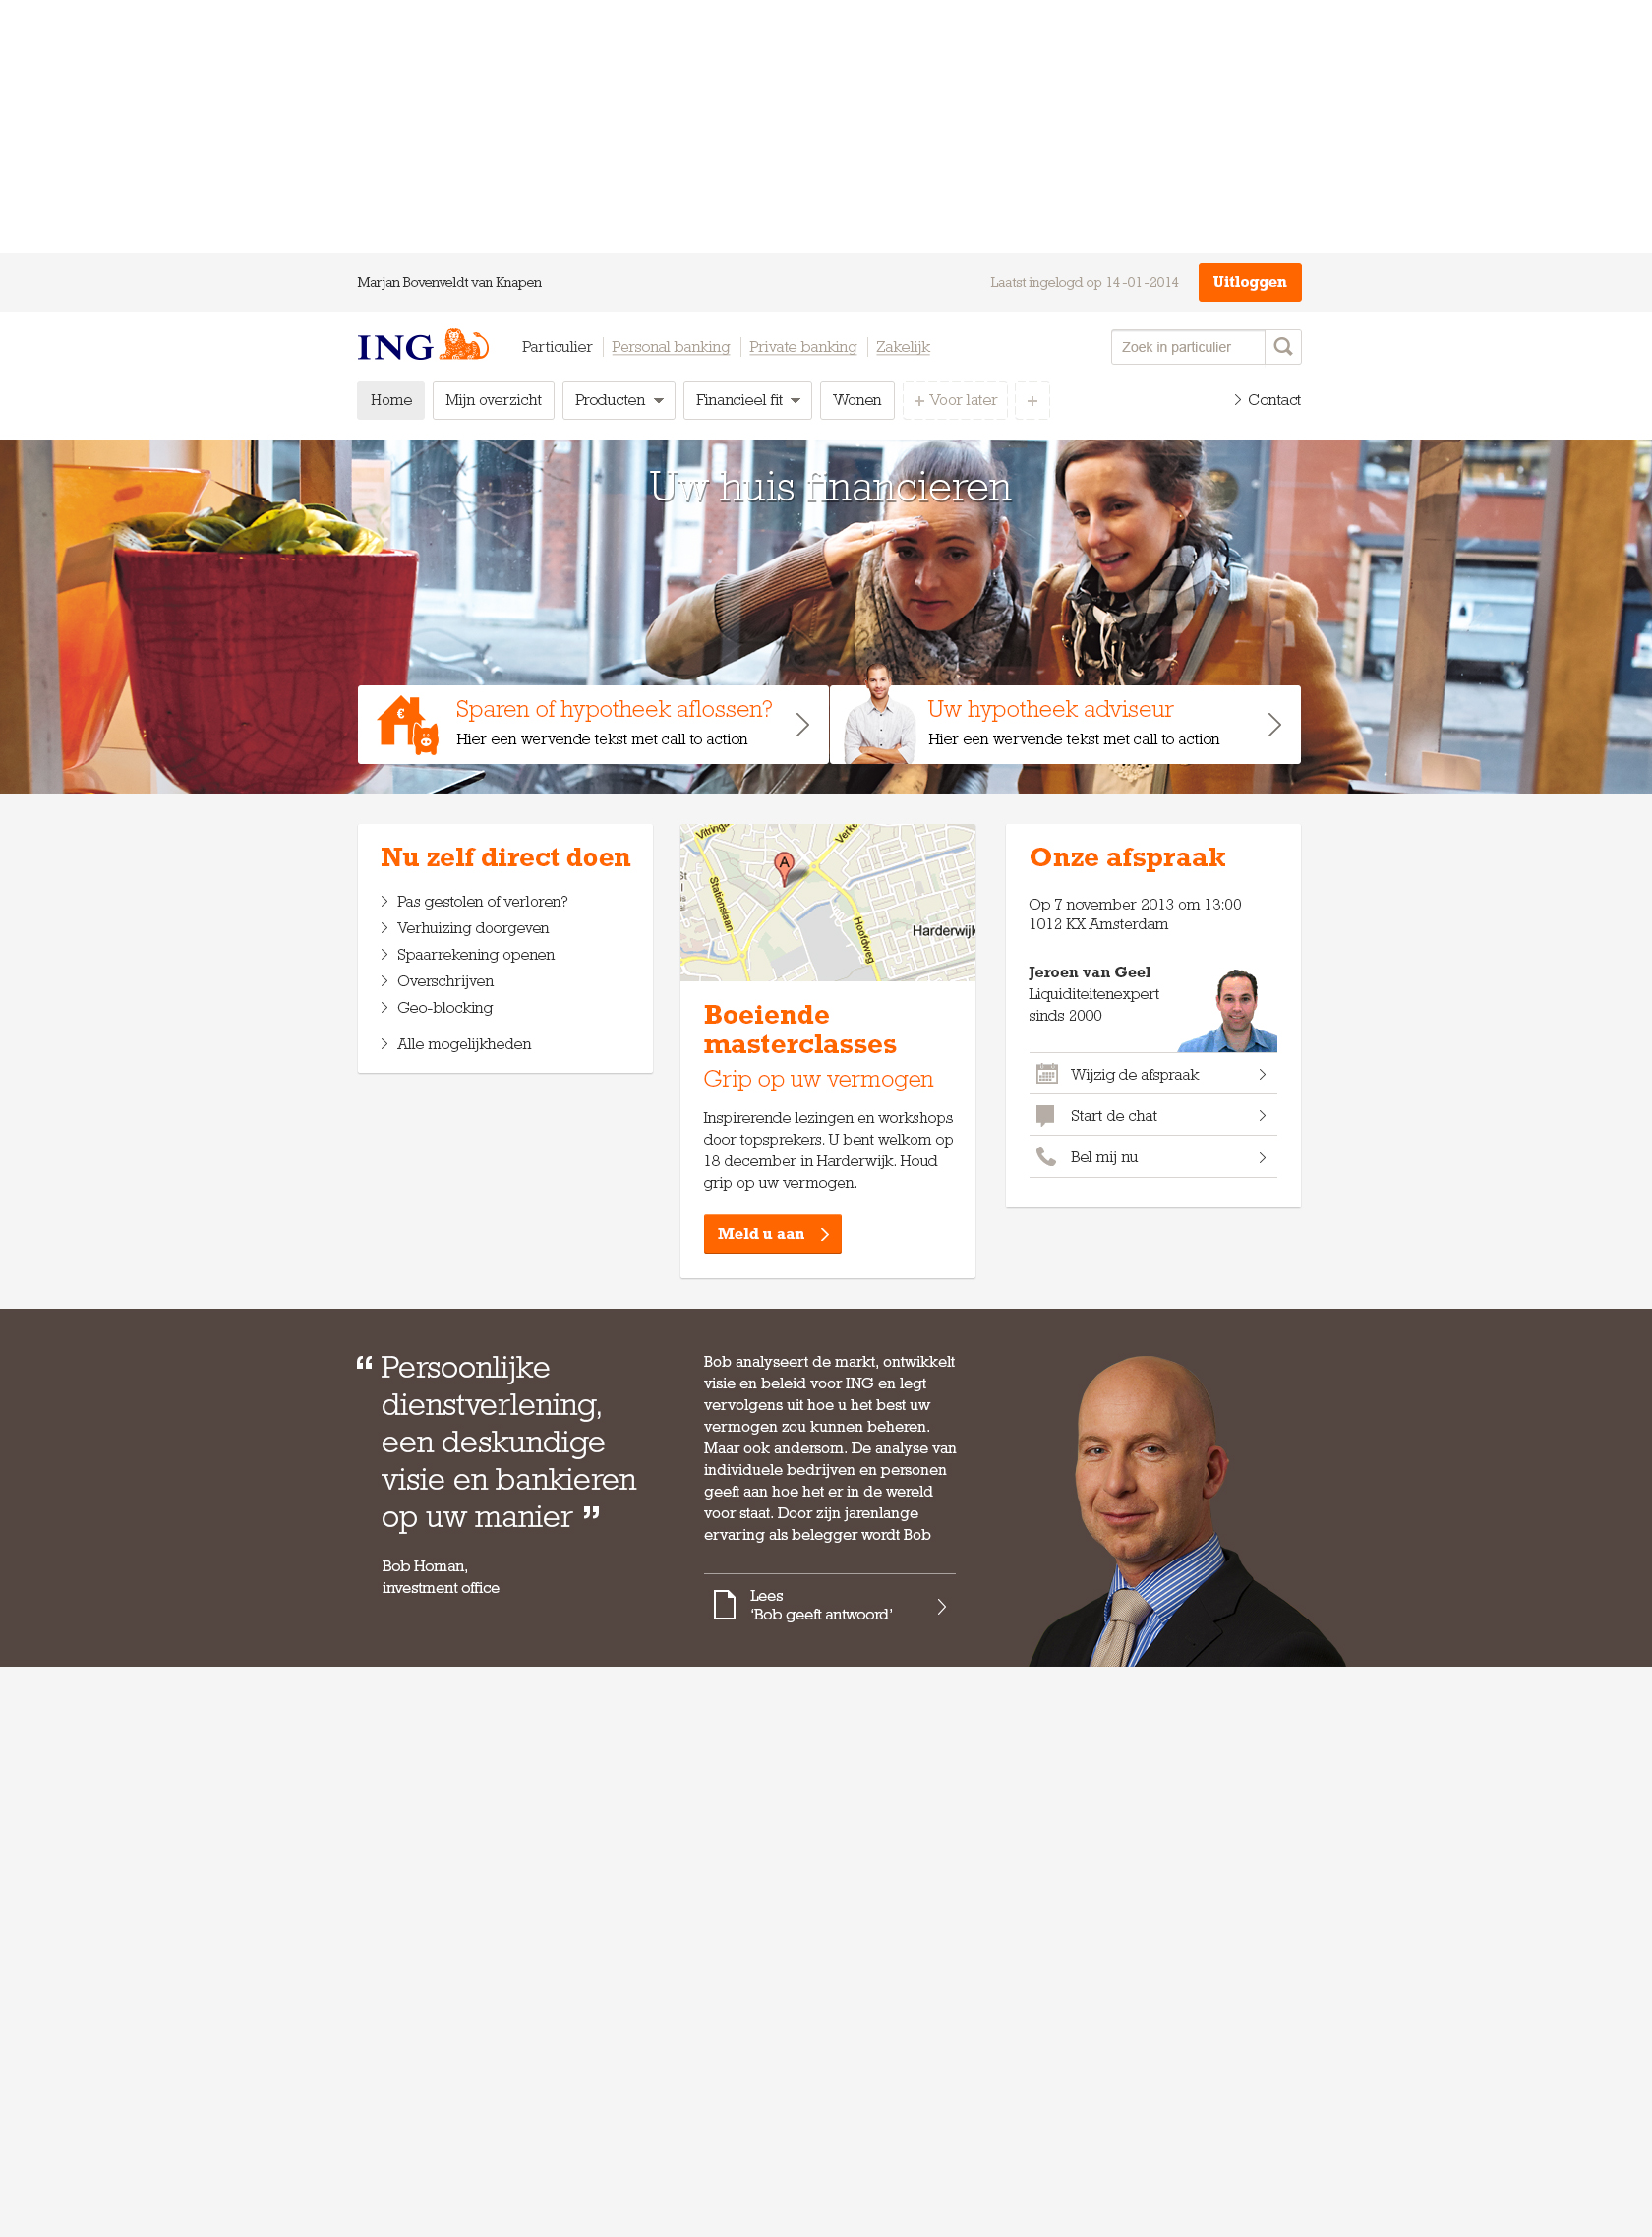 Marjan Bovenveldt van Knapen
Laatst ingelogd op 14-01-2014
Uitloggen
ING
Particulier
Personal banking
Private banking
Zakelijk
Zoek in particulier
Home
Mijn overzicht
Producten
Financieel fit
Wonen
+ Voor later
+
Contact
Uw huis financieren
€
Sparen of hypotheek aflossen?
Hier een wervende tekst met call to action
Uw hypotheek adviseur
Hier een wervende tekst met call to action
Nu zelf direct doen
Pas gestolen of verloren?
Verhuizing doorgeven
Spaarrekening openen
Overschrijven
Geo-blocking
Alle mogelijkheden
Vitringa
Verke
A
St
Stationslaan
Hoofdweg
Harderwijk
Boeiende
masterclasses
Grip op uw vermogen
Inspirerende lezingen en workshops
door topsprekers. U bent welkom op
18 december in Harderwijk. Houd
grip op uw vermogen.
Meld u aan
Onze afspraak
Op 7 november 2013 om 13:00
1012 KX Amsterdam
Jeroen van Geel
Liquiditeitenexpert
sinds 2000
Wijzig de afspraak
Start de chat
Bel mij nu
“ Persoonlijke
dienstverlening,
een deskundige
visie en bankieren
op uw manier ”
Bob Homan,
investment office
Bob analyseert de markt, ontwikkelt
visie en beleid voor ING en legt
vervolgens uit hoe u het best uw
vermogen zou kunnen beheren.
Maar ook andersom. De analyse van
individuele bedrijven en personen
geeft aan hoe het er in de wereld
voor staat. Door zijn jarenlange
ervaring als belegger wordt Bob
Lees
‘Bob geeft antwoord’